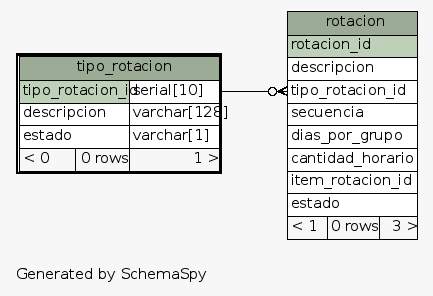 tipo_rotacion
tipo_rotacion_id serial[10]
descripcion varchar[128]
estado varchar[1]
< 0 0 rows 1 >
rotacion
rotacion_id
descripcion
tipo_rotacion_id
secuencia
dias_por_grupo
cantidad_horario
item_rotacion_id
estado
< 1 0 rows 3 >
Generated by SchemaSpy